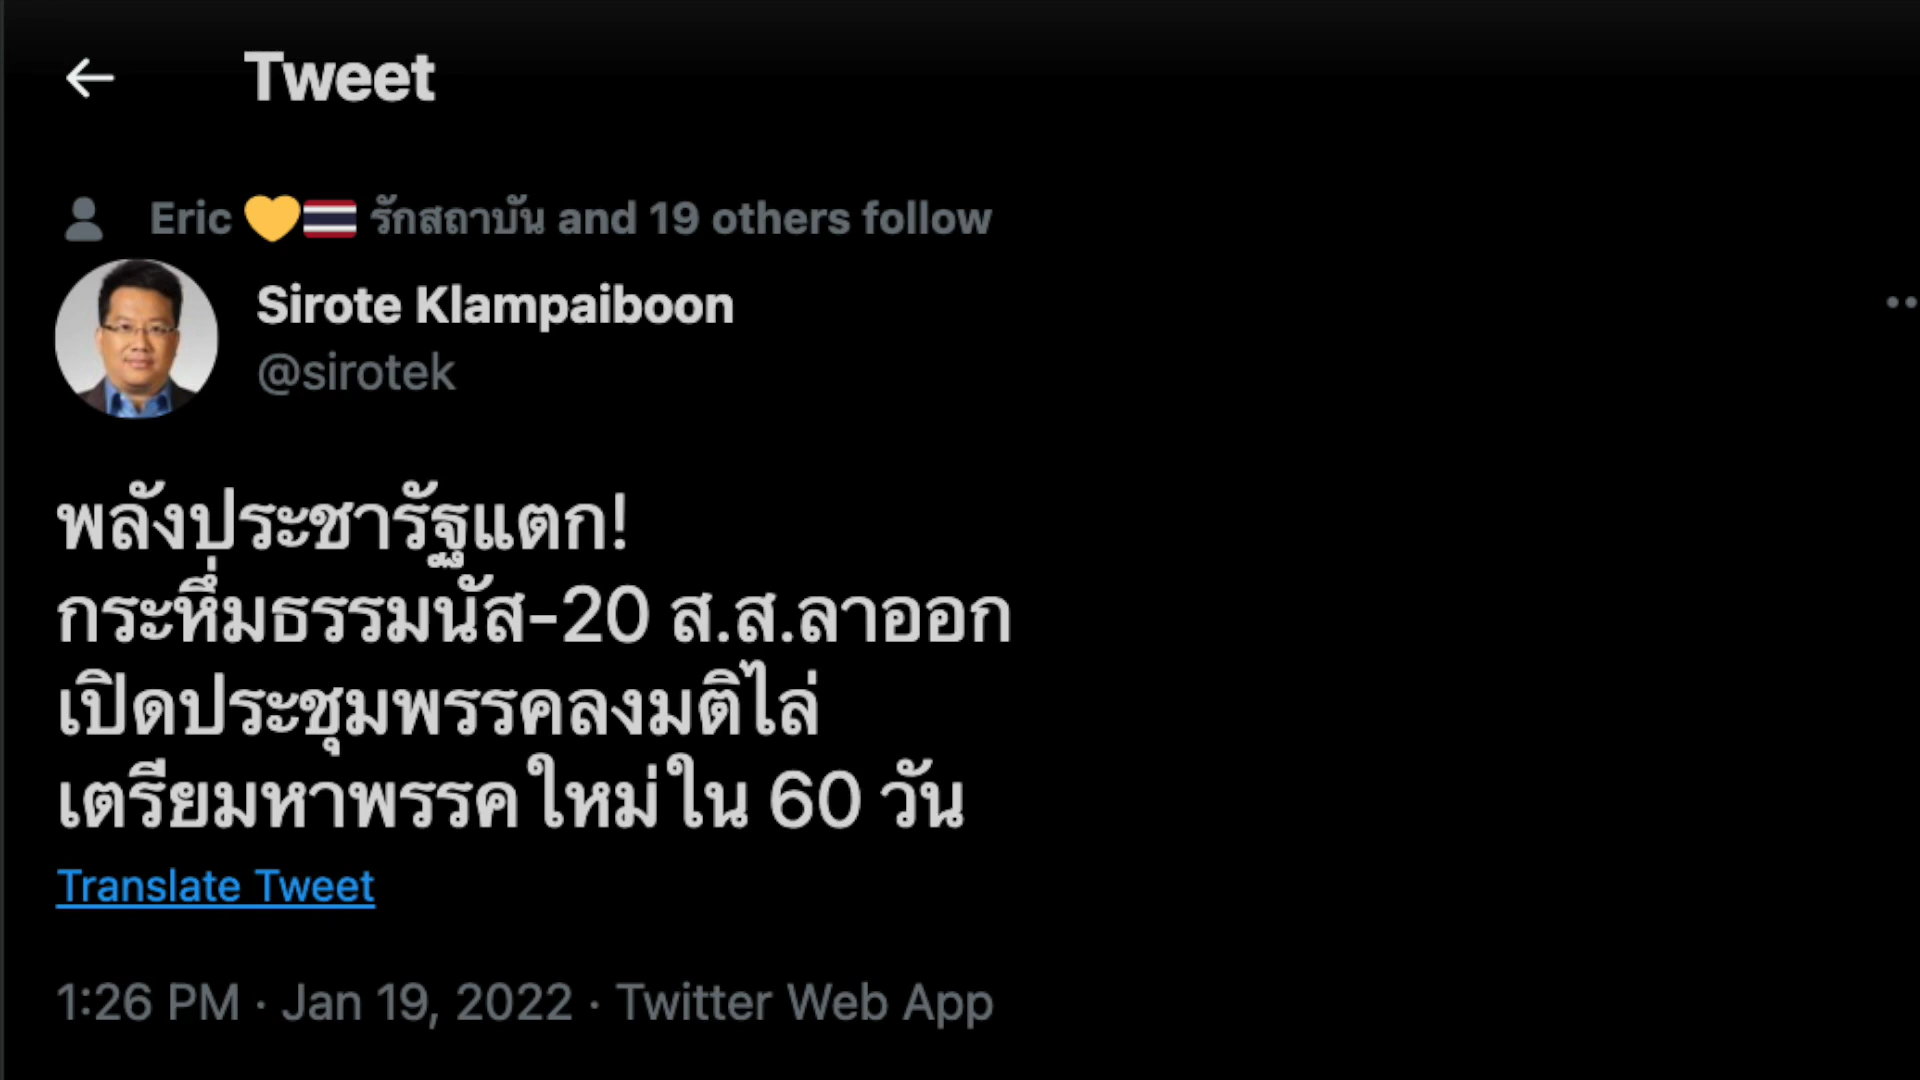 Tweet
Eric 💛🇹🇭 รักสถาบัน and 19 others follow
Sirote Klampaiboon
@sirotek
พลังประชารัฐแตก!
กระหึ่มธรรมนัส-20 ส.ส.ลาออก
เปิดประชุมพรรคลงมติไล่
เตรียมหาพรรคใหม่ใน 60 วัน
Translate Tweet
1:26 PM · Jan 19, 2022 · Twitter Web App